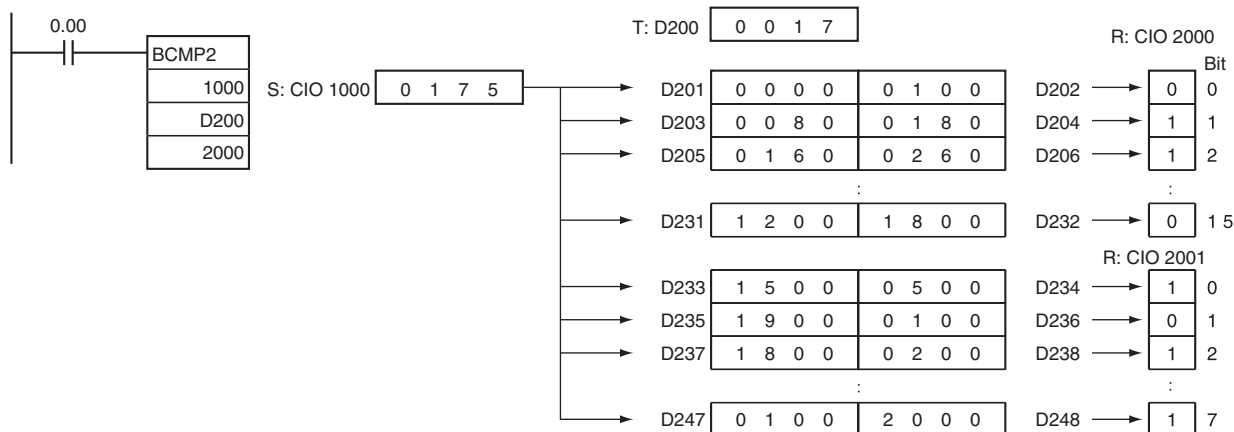 0.00
BCMP2
1000
D200
2000
S: CIO 1000 0 1 7 5
T: D200 0 0 1 7
R: CIO 2000
Bit
D201 0 0 0 0 0 1 0 0 D202 0 0
D203 0 0 8 0 0 1 8 0 D204 1 1
D205 0 1 6 0 0 2 6 0 D206 1 2
: :
D231 1 2 0 0 1 8 0 0 D232 0 1 5
R: CIO 2001
D233 1 5 0 0 0 5 0 0 D234 1 0
D235 1 9 0 0 0 1 0 0 D236 0 1
D237 1 8 0 0 0 2 0 0 D238 1 2
: :
D247 0 1 0 0 2 0 0 0 D248 1 7